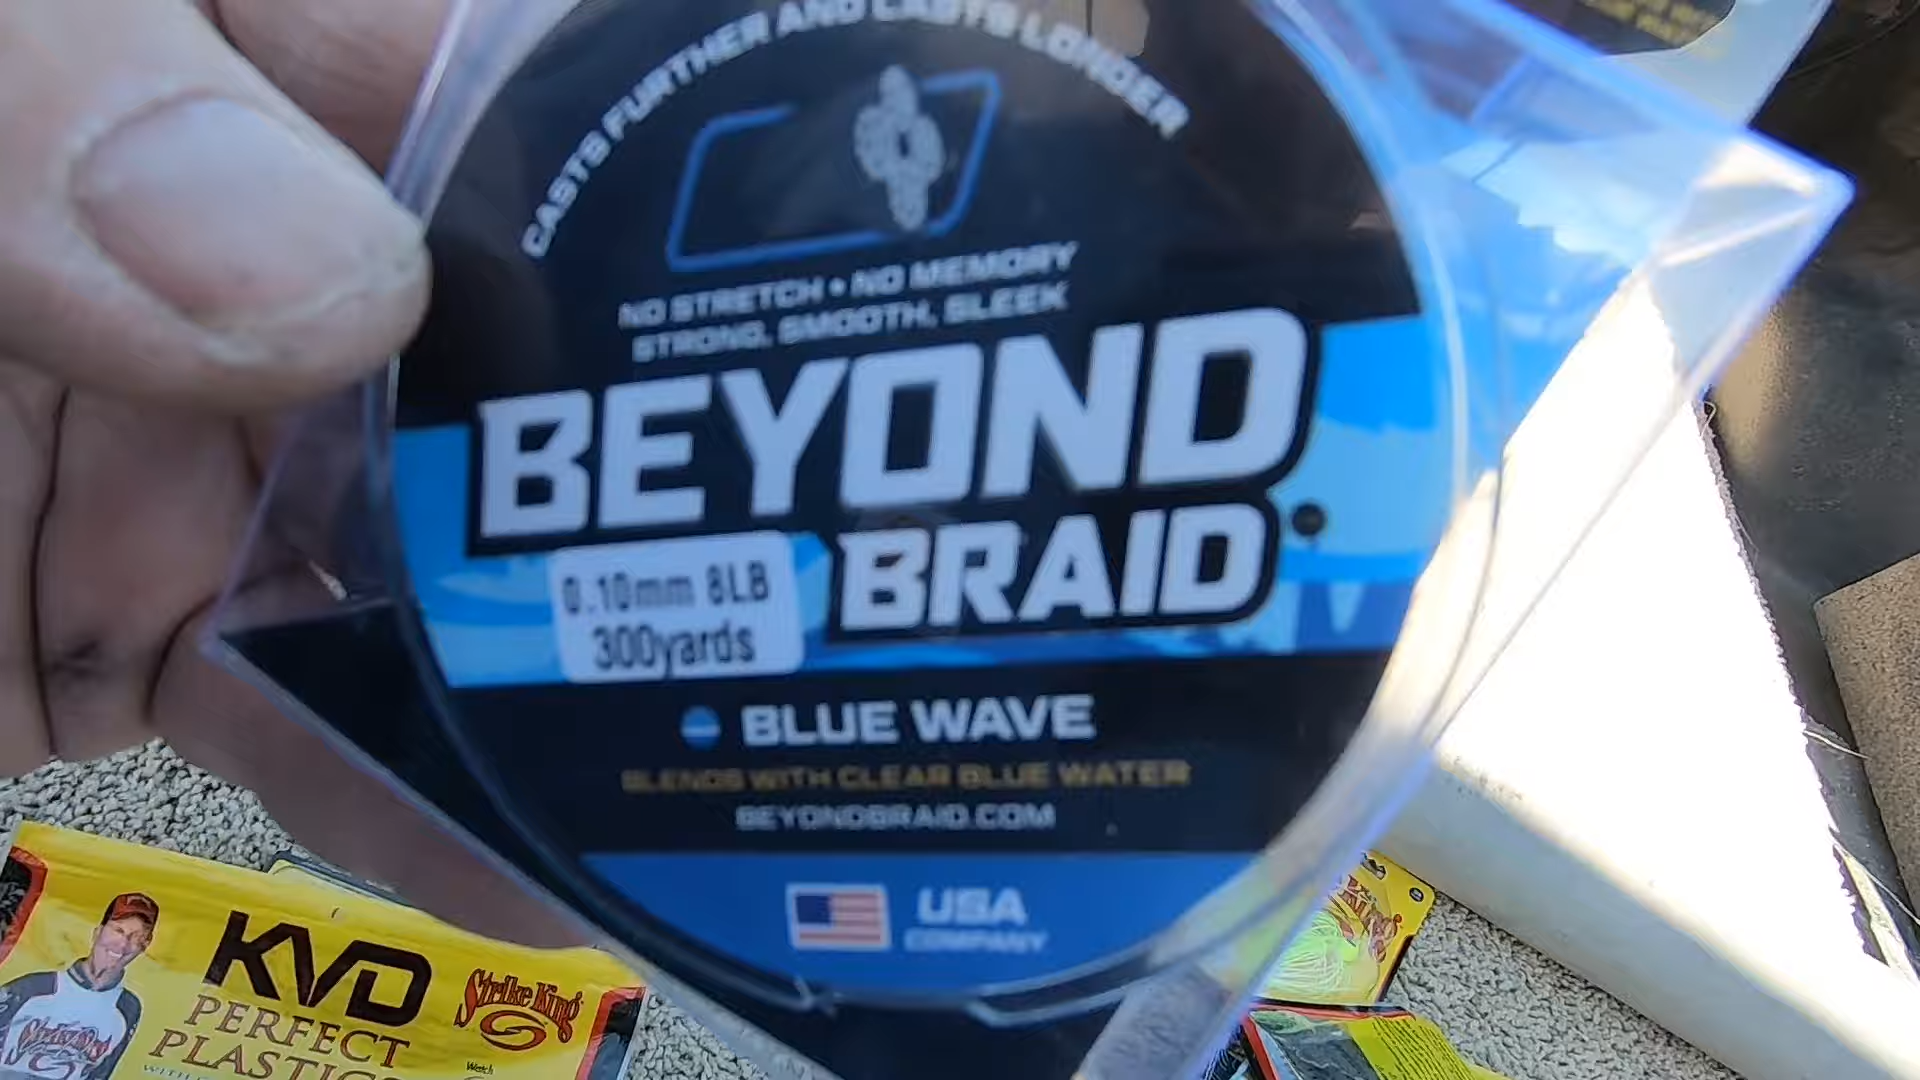 CASTS FURTHER AND LASTS LONGER
NO STRETCH • NO MEMORY
STRONG, SMOOTH, SLEEK
BEYOND
BRAID
0.10mm 8LB
300yards
BLUE WAVE
BLENDS WITH CLEAR BLUE WATER
BEYONDBRAID.COM
USA
COMPANY
KVD
PERFECT
PLASTICS
Strike King
Watch